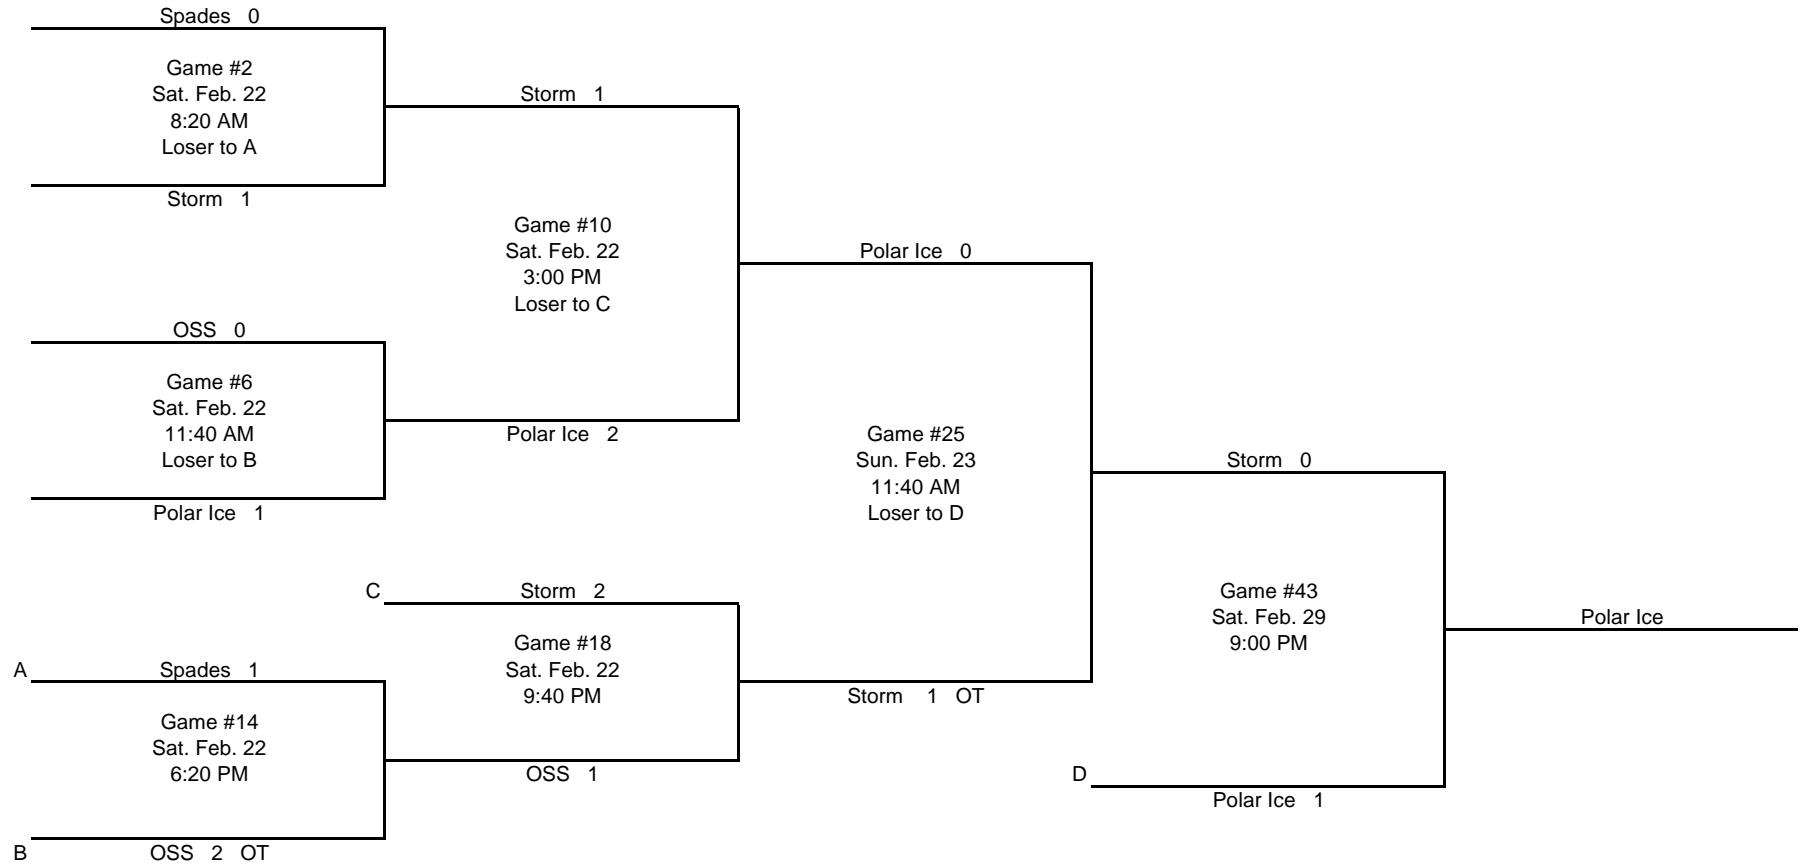 Spades 0
Game #2
Sat. Feb. 22
8:20 AM
Loser to A
Storm 1
Storm 1
Game #10
Sat. Feb. 22
3:00 PM
Loser to C
OSS 0
Game #6
Sat. Feb. 22
11:40 AM
Loser to B
Polar Ice 1
Polar Ice 2
Polar Ice 0
Game #25
Sun. Feb. 23
11:40 AM
Loser to D
C
Storm 2
Game #18
Sat. Feb. 22
9:40 PM
A
Spades 1
Game #14
Sat. Feb. 22
6:20 PM
B
OSS 2 OT
OSS 1
Storm 1 OT
Storm 0
Game #43
Sat. Feb. 29
9:00 PM
D
Polar Ice 1
Polar Ice